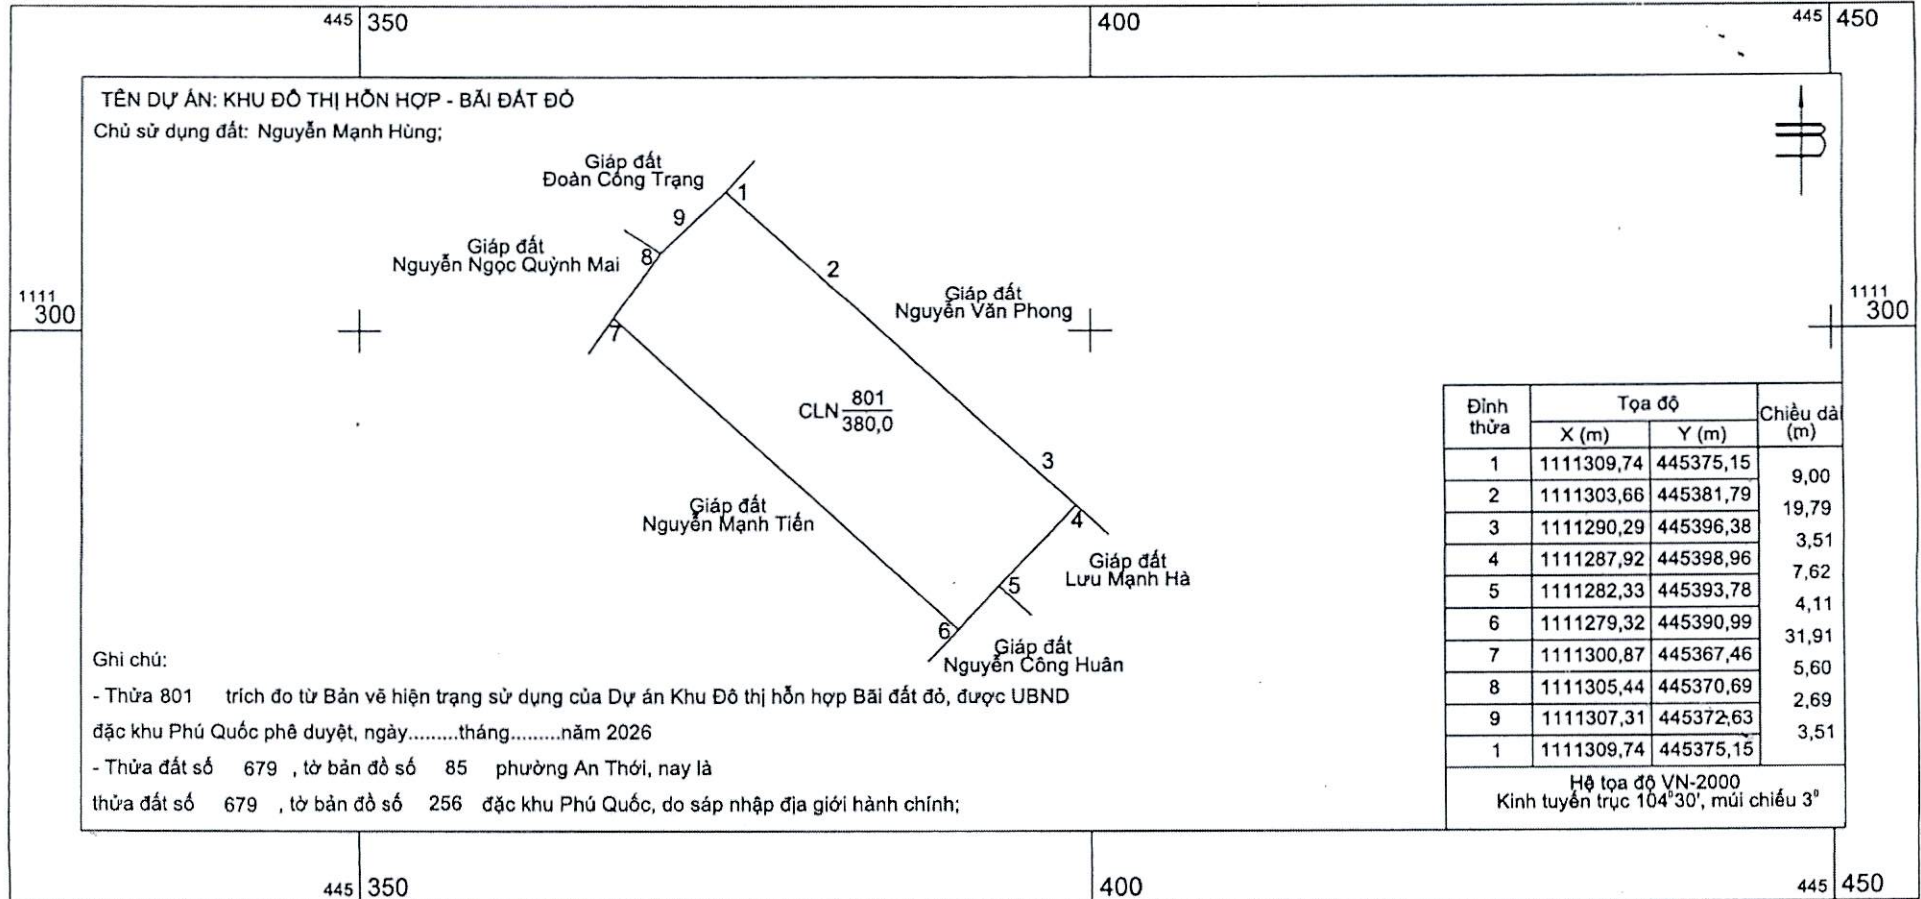 445 350
400
445 450
TÊN DỰ ÁN: KHU ĐÔ THỊ HỖN HỢP - BÃI ĐẤT ĐỎ
Chủ sử dụng đất: Nguyễn Mạnh Hùng;
Giáp đất
Đoàn Công Trạng
1
9
Giáp đất
Nguyễn Ngọc Quỳnh Mai
8
2
Giáp đất
Nguyễn Văn Phong
1111
300
1111
300
7
CLN 801
380,0
3
Giáp đất
Nguyễn Mạnh Tiến
4
Giáp đất
Lưu Mạnh Hà
5
6
Giáp đất
Nguyễn Công Huân
Đỉnh thửa Tọa độ Chiều dài (m)
X (m) Y (m)
1 1111309,74 445375,15
9,00
2 1111303,66 445381,79
19,79
3 1111290,29 445396,38
3,51
4 1111287,92 445398,96
7,62
5 1111282,33 445393,78
4,11
6 1111279,32 445390,99
31,91
7 1111300,87 445367,46
5,60
8 1111305,44 445370,69
2,69
9 1111307,31 445372,63
3,51
1 1111309,74 445375,15
Hệ tọa độ VN-2000
Kinh tuyến trục 104°30', múi chiếu 3°
Ghi chú:
- Thửa 801 trích đo từ Bản vẽ hiện trạng sử dụng của Dự án Khu Đô thị hỗn hợp Bãi đất đỏ, được UBND
đặc khu Phú Quốc phê duyệt, ngày.........tháng.........năm 2026
- Thửa đất số 679 , tờ bản đồ số 85 phường An Thới, nay là
thửa đất số 679 , tờ bản đồ số 256 đặc khu Phú Quốc, do sáp nhập địa giới hành chính;
445 350
400
445 450